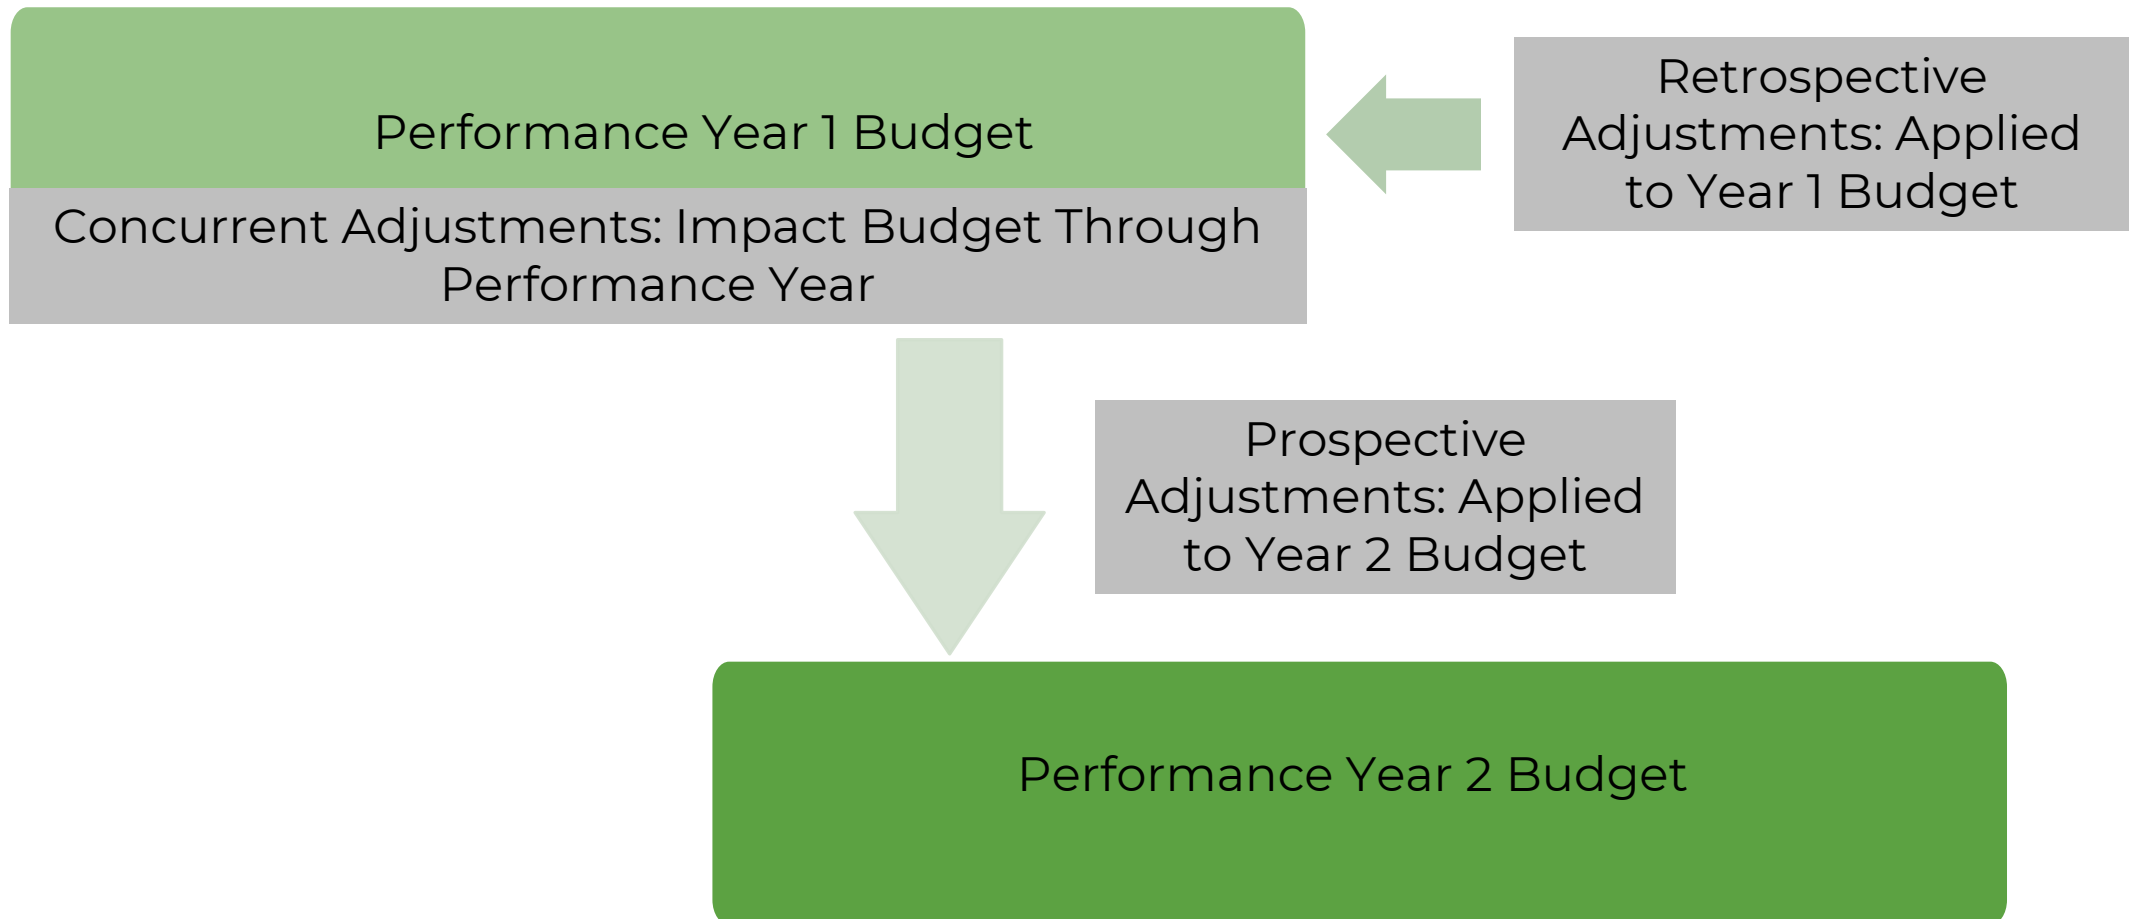 Performance Year 1 Budget
Concurrent Adjustments: Impact Budget Through
Performance Year
Retrospective
Adjustments: Applied
to Year 1 Budget
Prospective
Adjustments: Applied
to Year 2 Budget
Performance Year 2 Budget